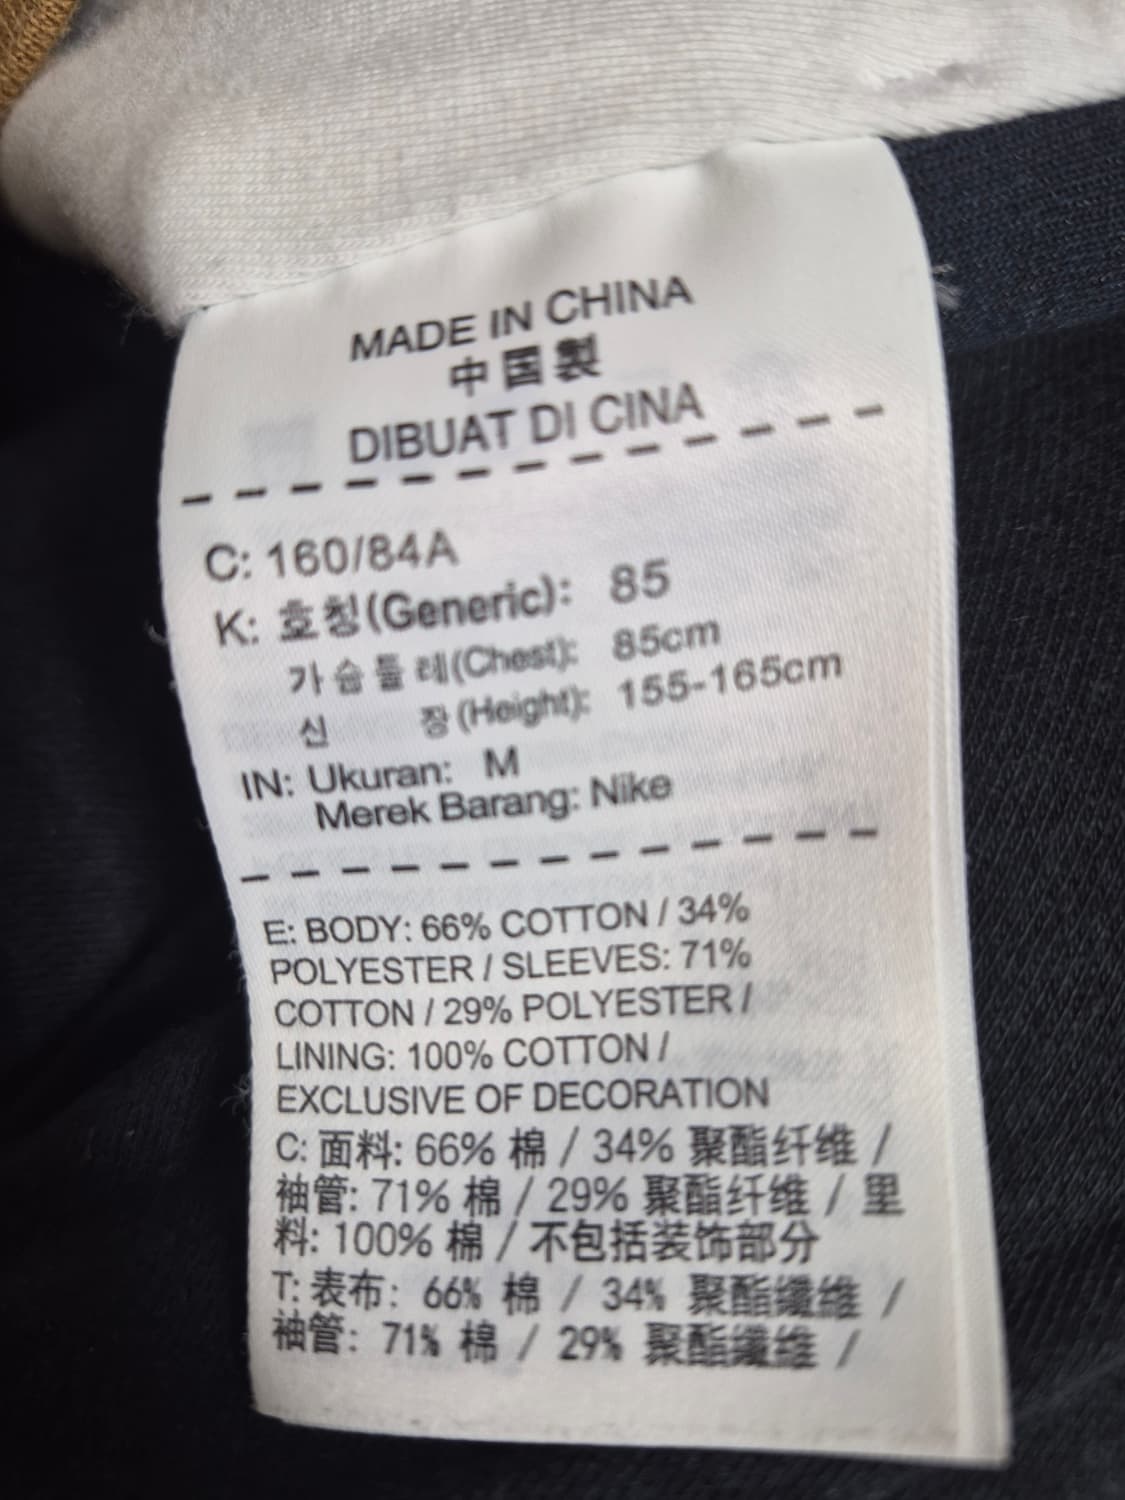 MADE IN CHINA
中国製
DIBUAT DI CINA
C: 160/84A
K: 호칭(Generic): 85
가슴둘레(Chest): 85cm
신 장(Height): 155-165cm
IN: Ukuran: M
Merek Barang: Nike
E: BODY: 66% COTTON / 34%
POLYESTER / SLEEVES: 71%
COTTON / 29% POLYESTER /
LINING: 100% COTTON /
EXCLUSIVE OF DECORATION
C: 面料: 66% 棉 / 34% 聚酯纤维 /
袖管: 71% 棉 / 29% 聚酯纤维 / 里
料: 100% 棉 / 不包括装饰部分
T: 表布: 66% 棉 / 34% 聚酯纖維 /
袖管: 71% 棉 / 29% 聚酯纖維 /